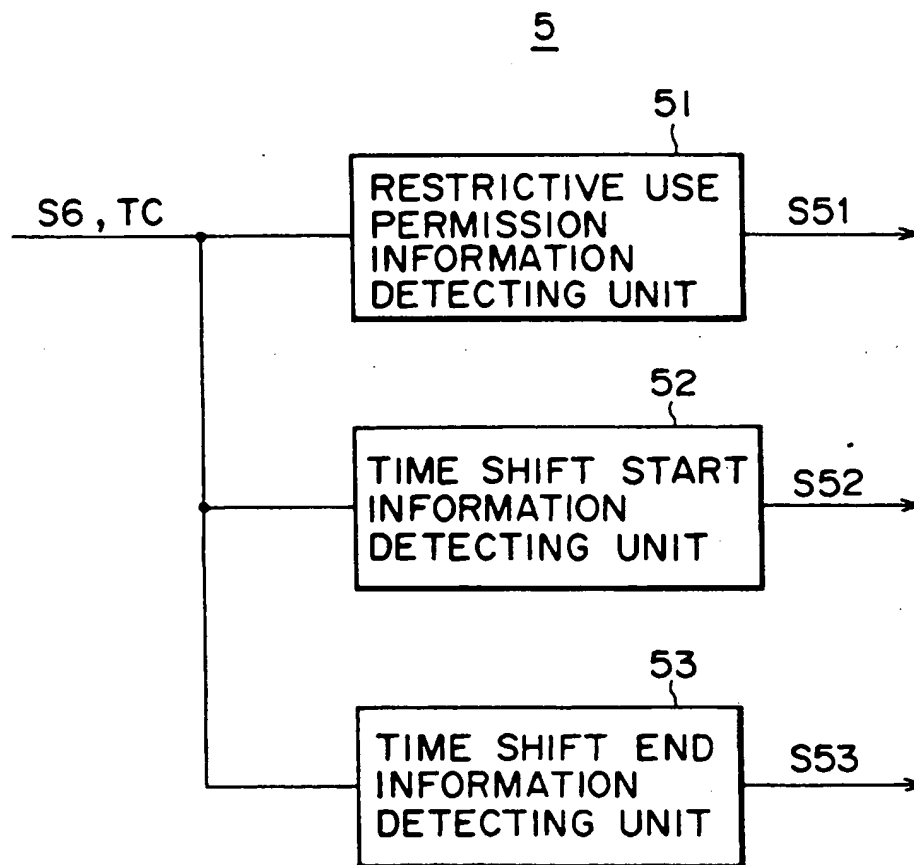 5
51
S6, TC
RESTRICTIVE USE
PERMISSION
INFORMATION
DETECTING UNIT
S51
52
TIME SHIFT START
INFORMATION
DETECTING UNIT
S52
53
TIME SHIFT END
INFORMATION
DETECTING UNIT
S53